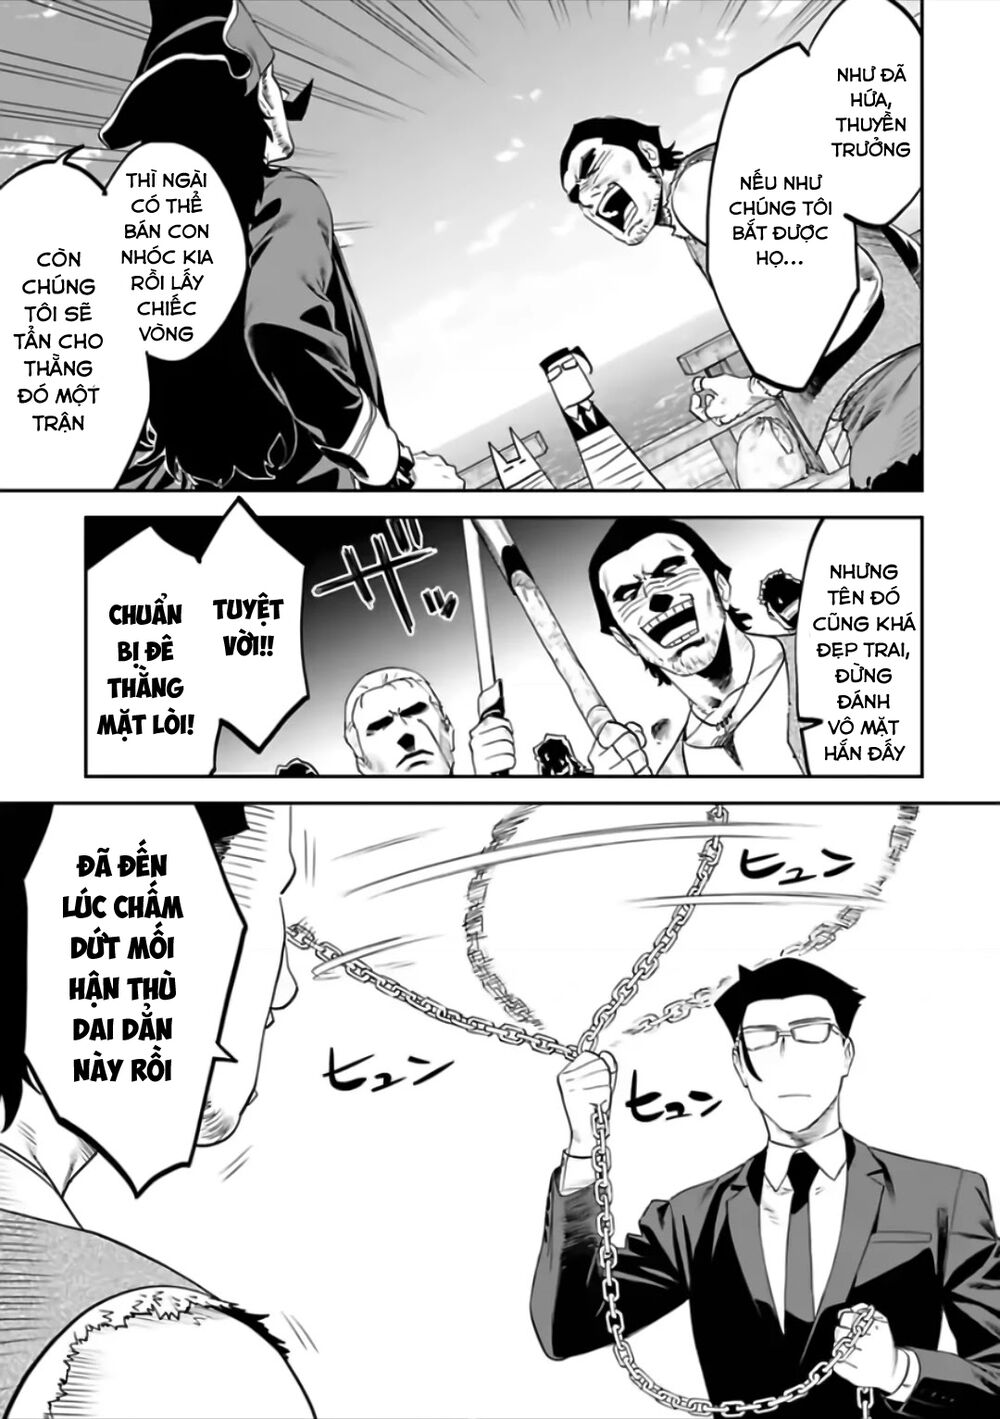 NHƯ ĐÃ
HỨA,
THUYỀN
TRƯỞNG
NẾU NHƯ
CHÚNG TÔI
BẮT ĐƯỢC
HỌ...
THÌ NGÀI
CÓ THỂ
BÁN CON
NHÓC KIA
RỒI LẤY
CHIẾC
VÒNG
CÒN
CHÚNG
TÔI SẼ
TẨN CHO
THẰNG
ĐÓ MỘT
TRẬN
NHƯNG
TÊN ĐÓ
CŨNG KHÁ
ĐẸP TRAI,
ĐỪNG
ĐÁNH
VÔ MẶT
HẮN ĐẤY
TUYỆT
VỜI!!
CHUẨN
BỊ ĐÊ
THẰNG
MẶT LÒI!
ヒュン
ヒュン
ヒュン
ĐÃ ĐẾN
LÚC CHẤM
DỨT MỐI
HẬN THÙ
DAI DẲN
NÀY RỒI